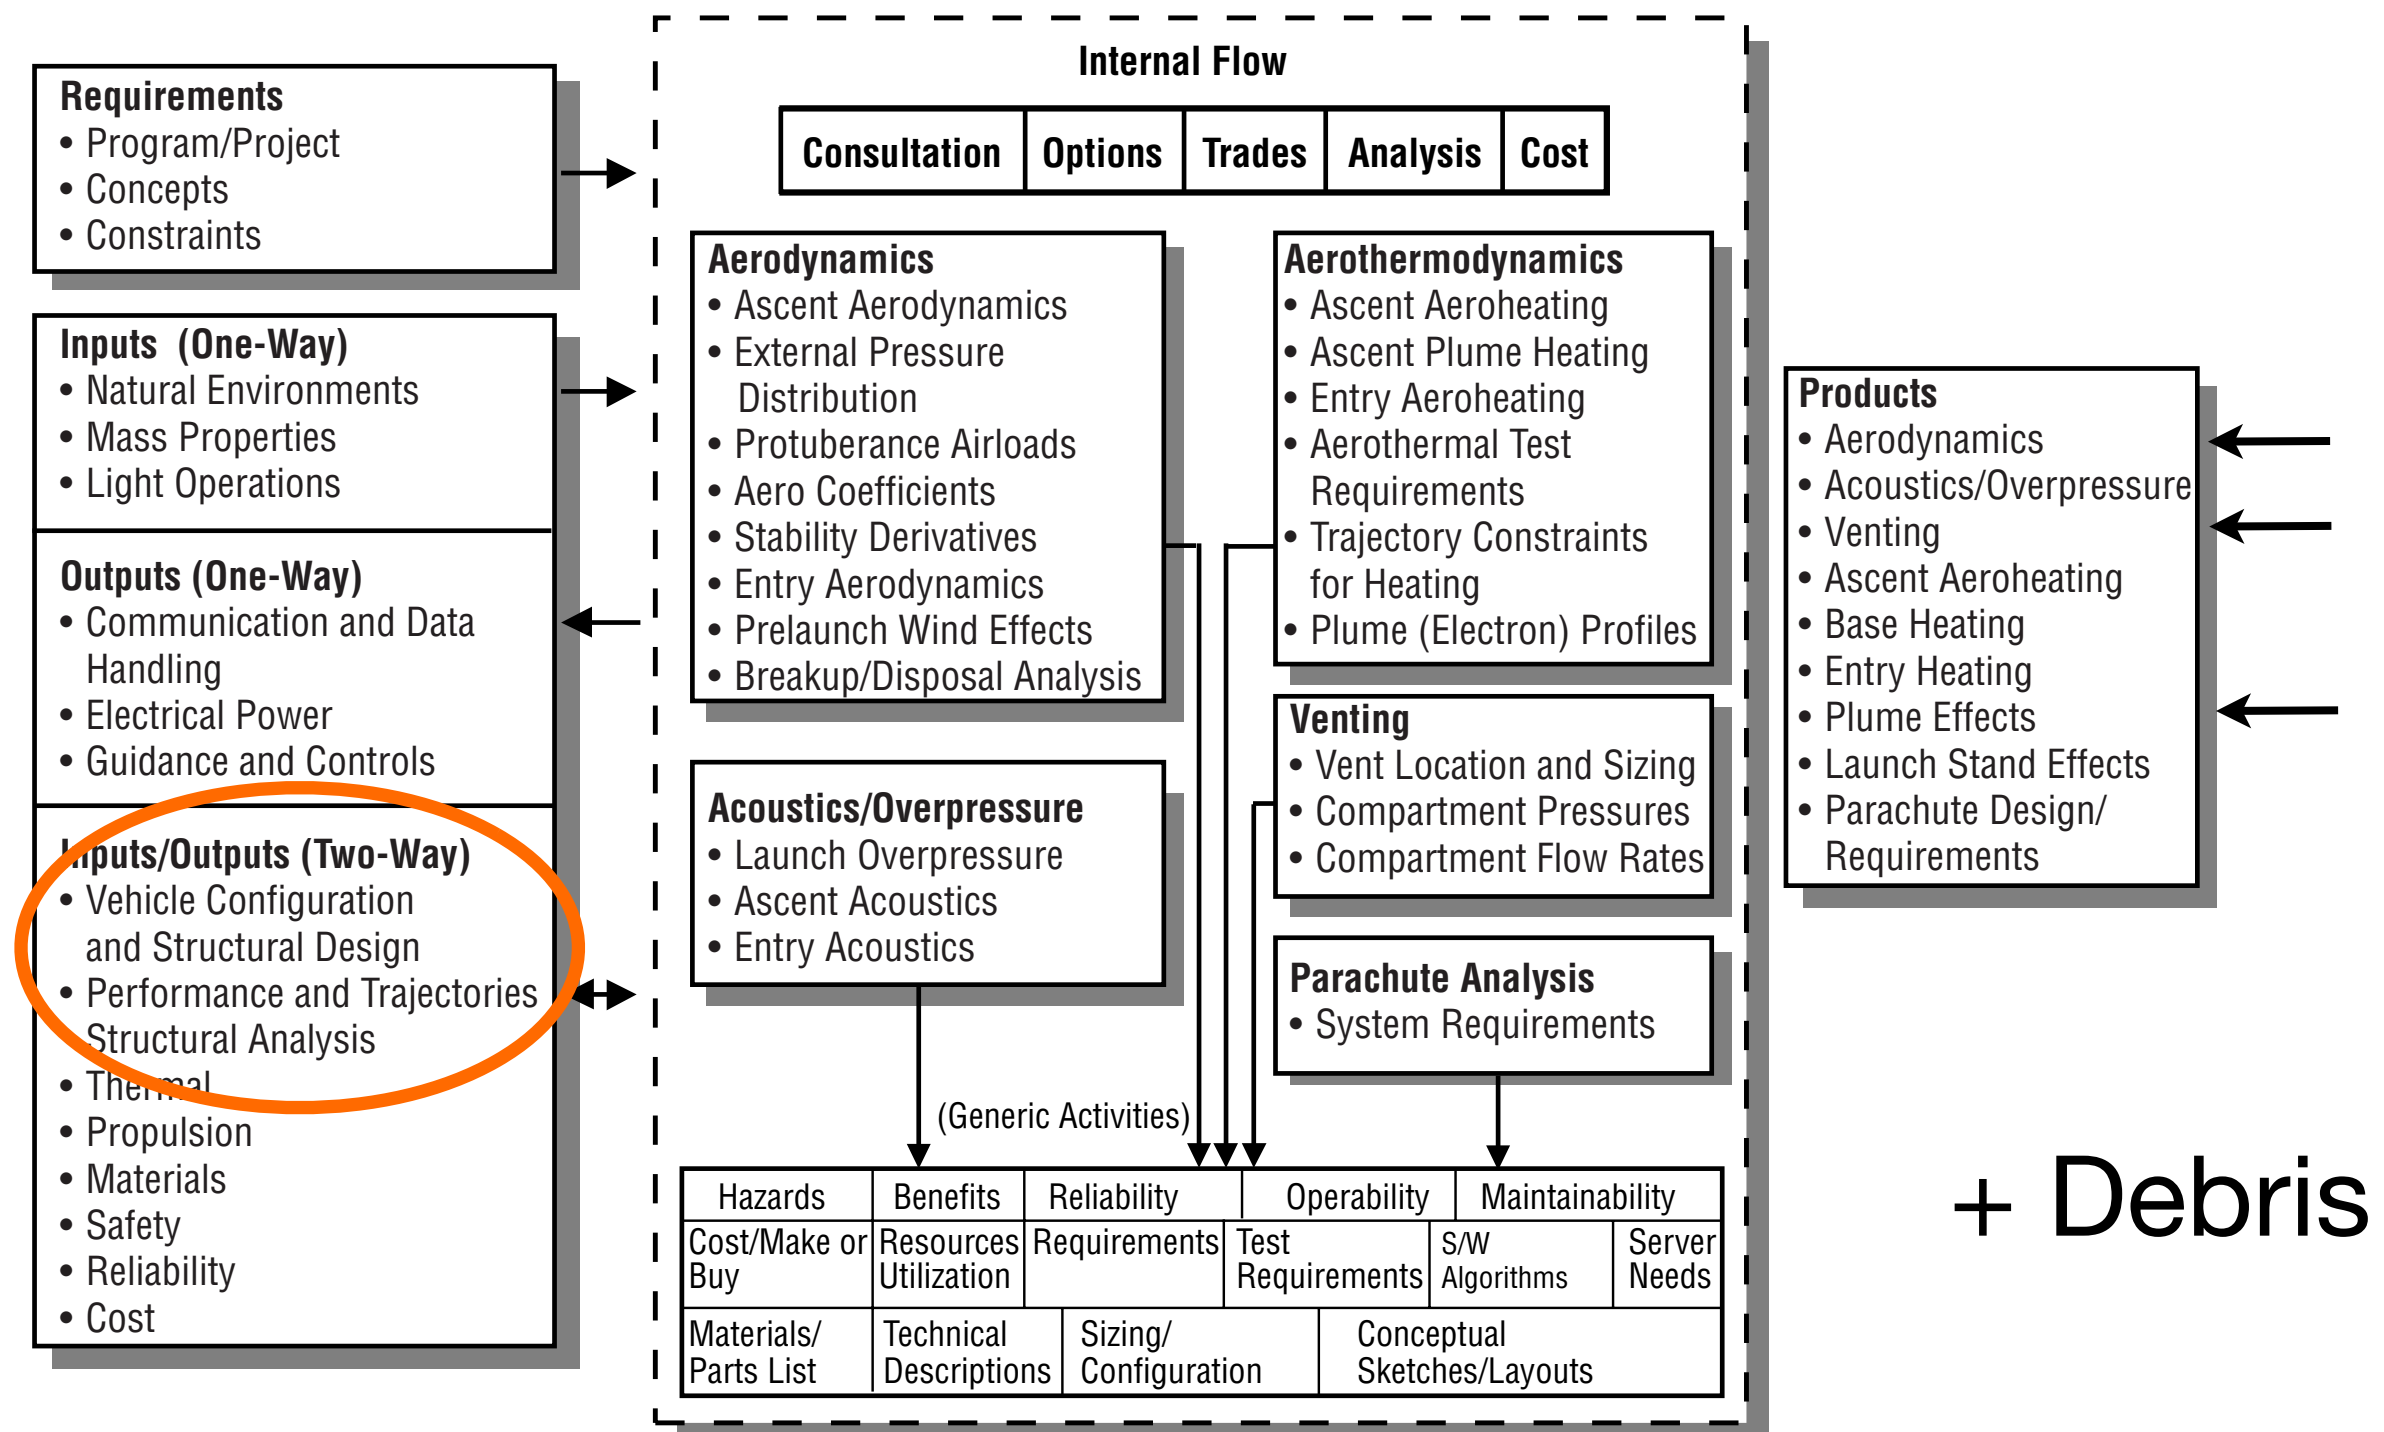 Requirements
• Program/Project
• Concepts
• Constraints
Inputs (One-Way)
• Natural Environments
• Mass Properties
• Light Operations
Outputs (One-Way)
• Communication and Data
Handling
• Electrical Power
• Guidance and Controls
Inputs/Outputs (Two-Way)
• Vehicle Configuration
and Structural Design
• Performance and Trajectories
Structural Analysis
• Thermal
• Propulsion
• Materials
• Safety
• Reliability
• Cost
Internal Flow
Consultation Options Trades Analysis Cost
Aerodynamics
• Ascent Aerodynamics
• External Pressure
Distribution
• Protuberance Airloads
• Aero Coefficients
• Stability Derivatives
• Entry Aerodynamics
• Prelaunch Wind Effects
• Breakup/Disposal Analysis
Acoustics/Overpressure
• Launch Overpressure
• Ascent Acoustics
• Entry Acoustics
Aerothermodynamics
• Ascent Aeroheating
• Ascent Plume Heating
• Entry Aeroheating
• Aerothermal Test
Requirements
• Trajectory Constraints
for Heating
• Plume (Electron) Profiles
Venting
• Vent Location and Sizing
• Compartment Pressures
• Compartment Flow Rates
Parachute Analysis
• System Requirements
(Generic Activities)
Hazards Benefits Reliability Operability Maintainability
Cost/Make or
Buy
Resources
Utilization
Requirements
Test
Requirements
S/W
Algorithms
Server
Needs
Materials/
Parts List
Technical
Descriptions
Sizing/
Configuration
Conceptual
Sketches/Layouts
Products
• Aerodynamics
• Acoustics/Overpressure
• Venting
• Ascent Aeroheating
• Base Heating
• Entry Heating
• Plume Effects
• Launch Stand Effects
• Parachute Design/
Requirements
+ Debris